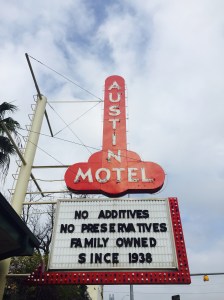 AUSTIN
MOTEL
NO ADDITIVES
NO PRESERVATIVES
FAMILY OWNED
SINCE 1938